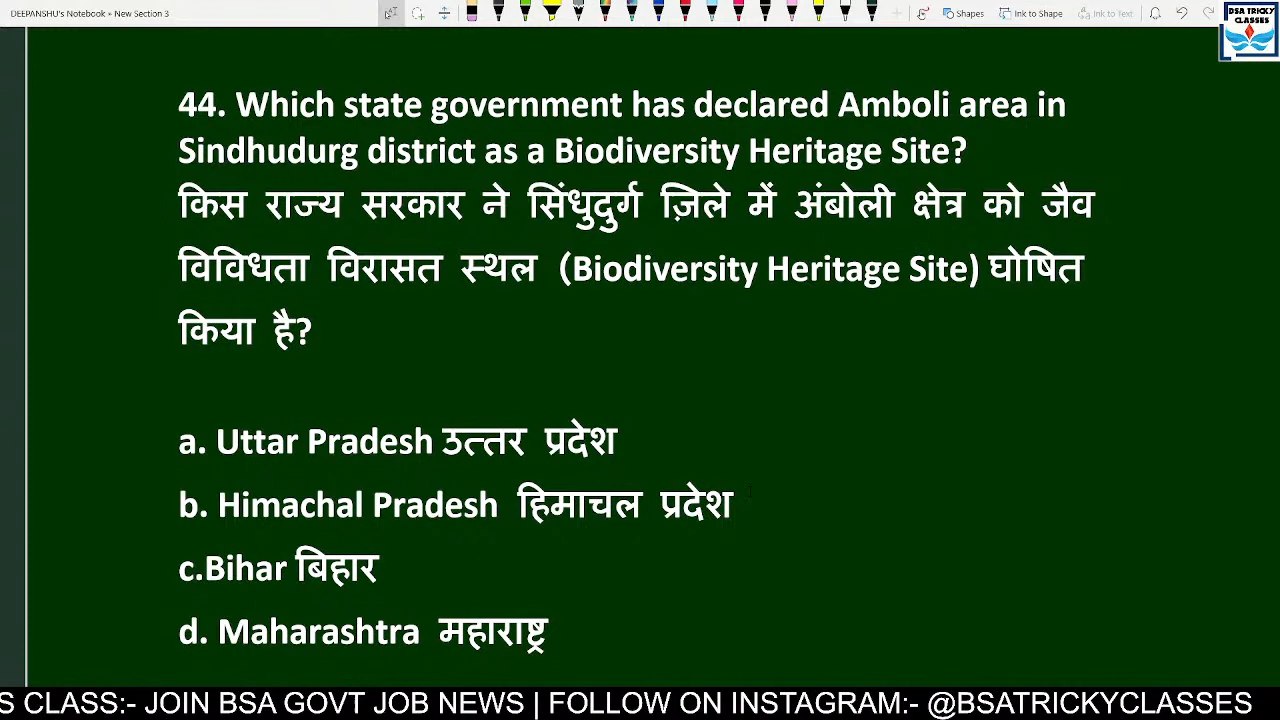 DEEPANSHU's Notebook » New Section 3
Shapes Ink to Shape Ink to Text
BSA TRICKY
CLASSES
44. Which state government has declared Amboli area in
Sindhudurg district as a Biodiversity Heritage Site?
किस राज्य सरकार ने सिंधुदुर्ग ज़िले में अंबोली क्षेत्र को जैव
विविधता विरासत स्थल (Biodiversity Heritage Site) घोषित
किया है?
a. Uttar Pradesh उत्तर प्रदेश
b. Himachal Pradesh हिमाचल प्रदेश
c.Bihar बिहार
d. Maharashtra महाराष्ट्र
S CLASS:- JOIN BSA GOVT JOB NEWS | FOLLOW ON INSTAGRAM:- @BSATRICKYCLASSES